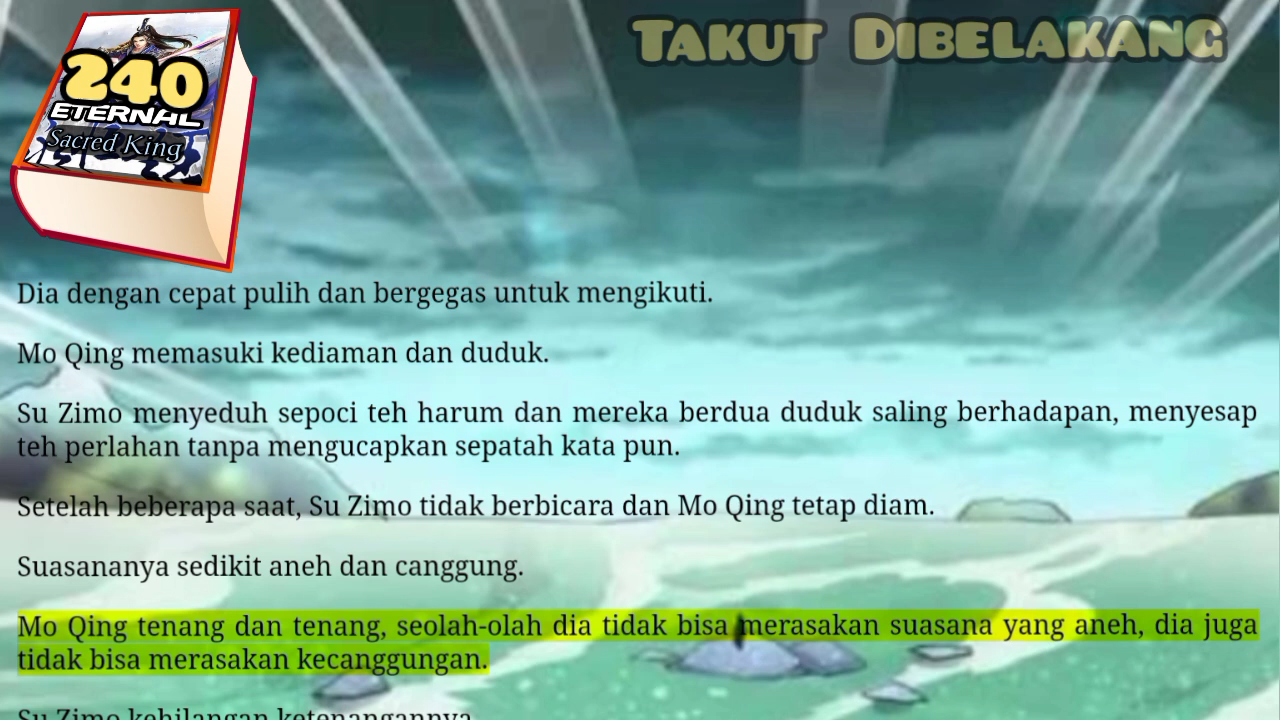 TAKUT DIBELAKANG
240
ETERNAL
Sacred King
Dia dengan cepat pulih dan bergegas untuk mengikuti.
Mo Qing memasuki kediaman dan duduk.
Su Zimo menyeduh sepoci teh harum dan mereka berdua duduk saling berhadapan, menyesap
teh perlahan tanpa mengucapkan sepatah kata pun.
Setelah beberapa saat, Su Zimo tidak berbicara dan Mo Qing tetap diam.
Suasananya sedikit aneh dan canggung.
Mo Qing tenang dan tenang, seolah-olah dia tidak bisa merasakan suasana yang aneh, dia juga
tidak bisa merasakan kecanggungan.
Su Zimo kehilangan ketenangannya